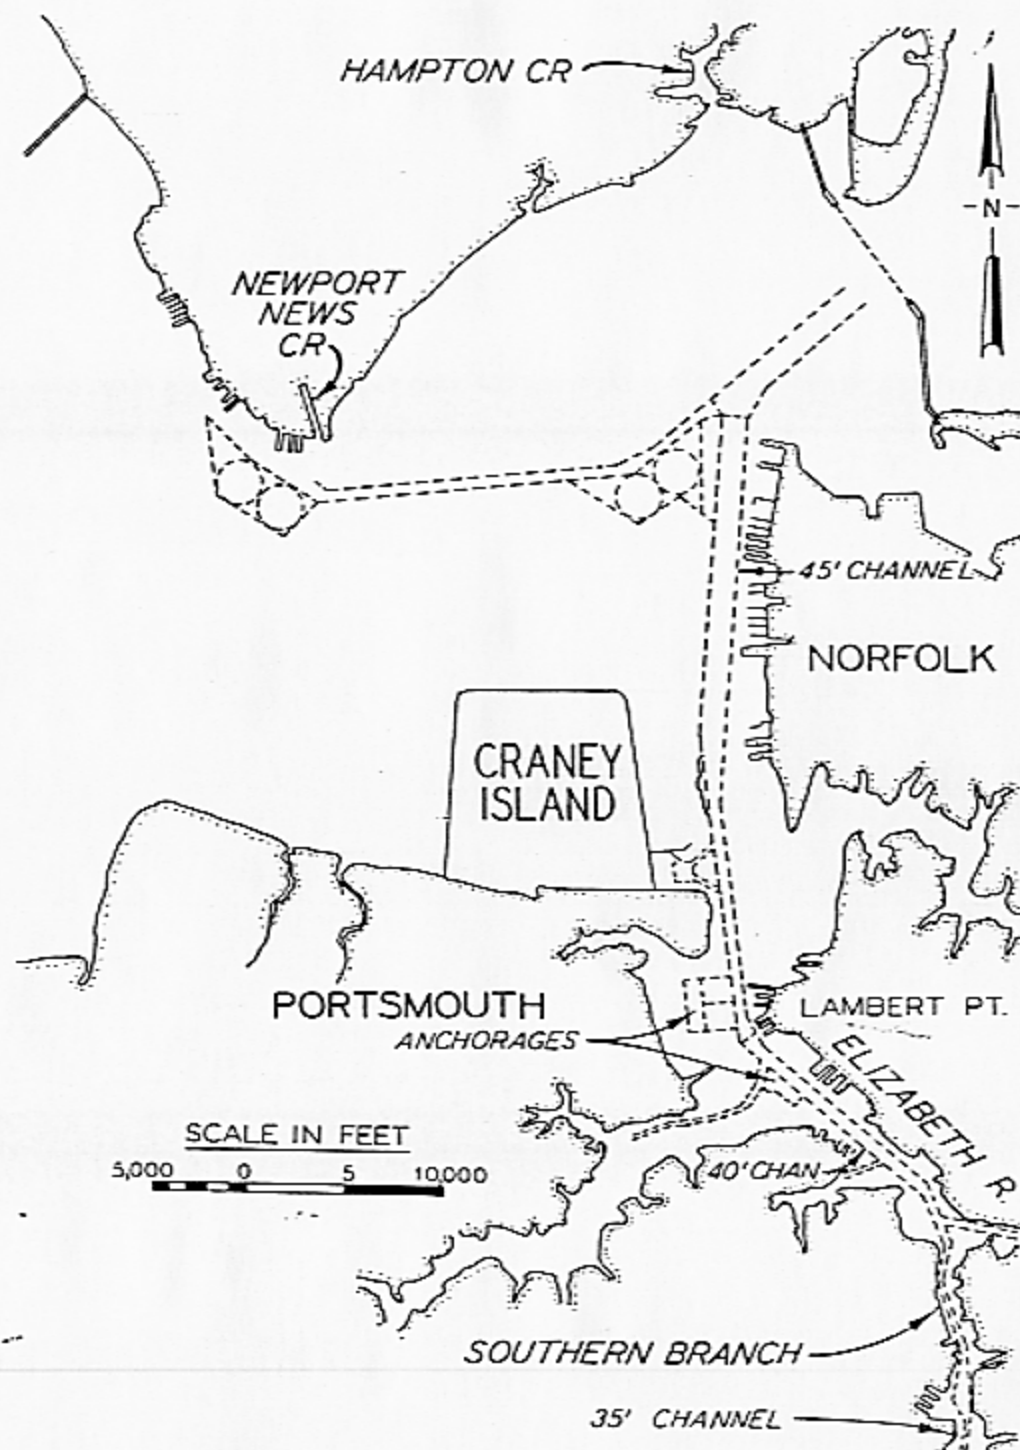 HAMPTON CR
N
NEWPORT
NEWS
CR
45' CHANNEL
NORFOLK
CRANEY
ISLAND
PORTSMOUTH
LAMBERT PT.
ANCHORAGES
ELIZABETH R.
SCALE IN FEET
5,000 0 5 10,000
40' CHAN
SOUTHERN BRANCH
35' CHANNEL